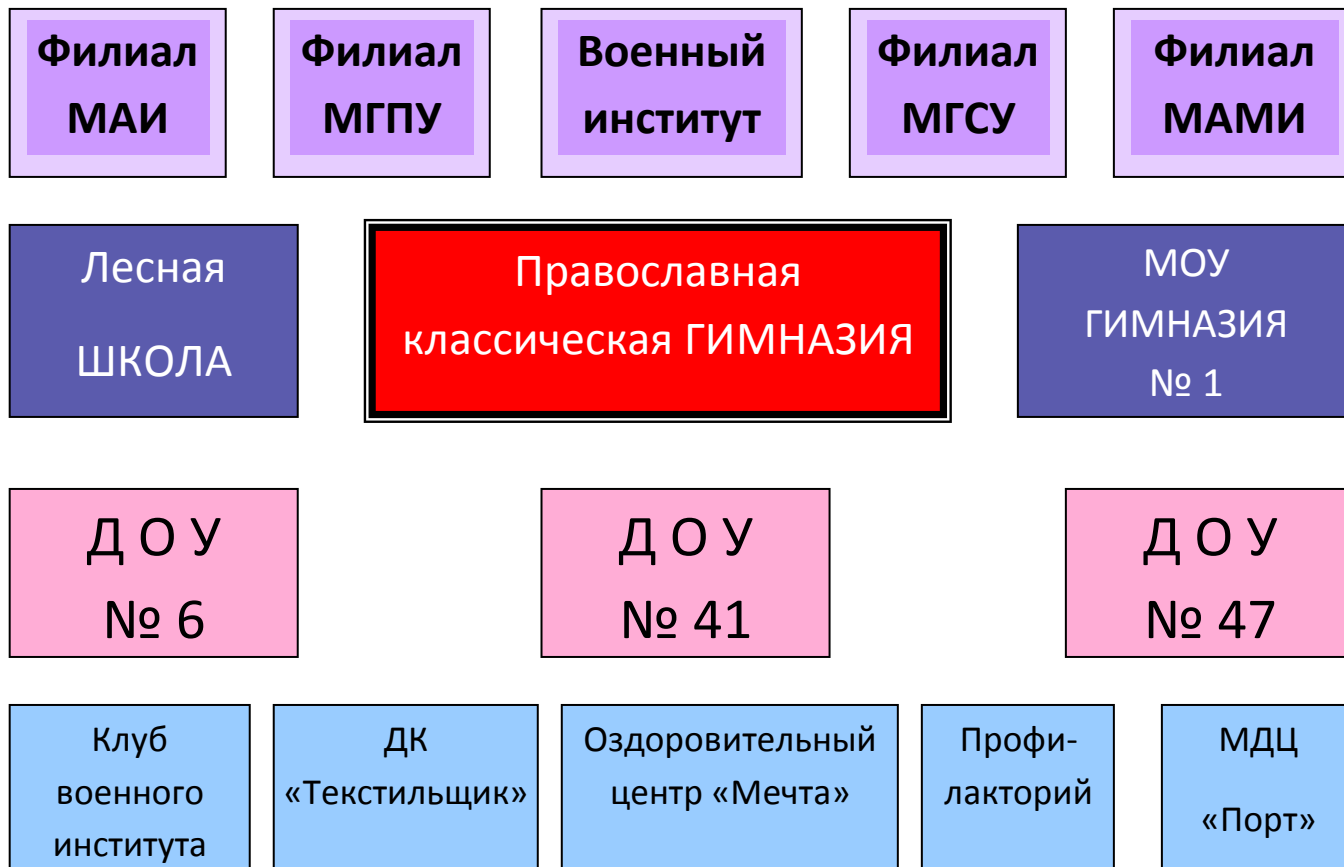 Филиал
МАИ
Филиал
МГПУ
Военный
институт
Филиал
МГСУ
Филиал
МАМИ
Лесная
ШКОЛА
Православная
классическая ГИМНАЗИЯ
МОУ
ГИМНАЗИЯ
№ 1
Д О У
№ 6
Д О У
№ 41
Д О У
№ 47
Клуб
военного
института
ДК
«Текстильщик»
Оздоровительный
центр «Мечта»
Профи-
лакторий
МДЦ
«Порт»